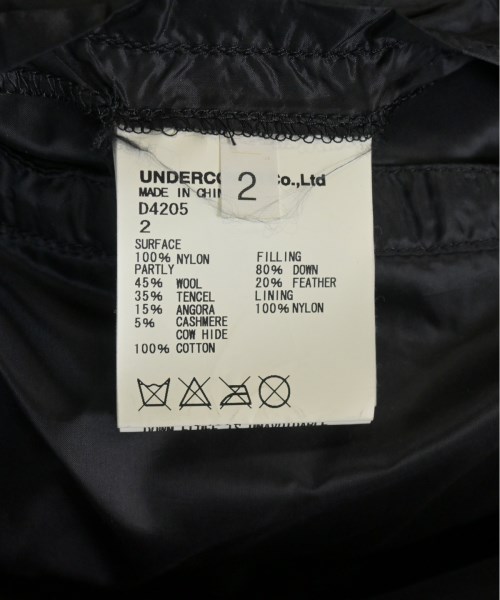 UNDERCO Co.,Ltd
2
MADE IN CHIN
D4205
2
SURFACE
100% NYLON
PARTLY
45% WOOL
35% TENCEL
15% ANGORA
5% CASHMERE
COW HIDE
100% COTTON
FILLING
80% DOWN
20% FEATHER
LINING
100% NYLON